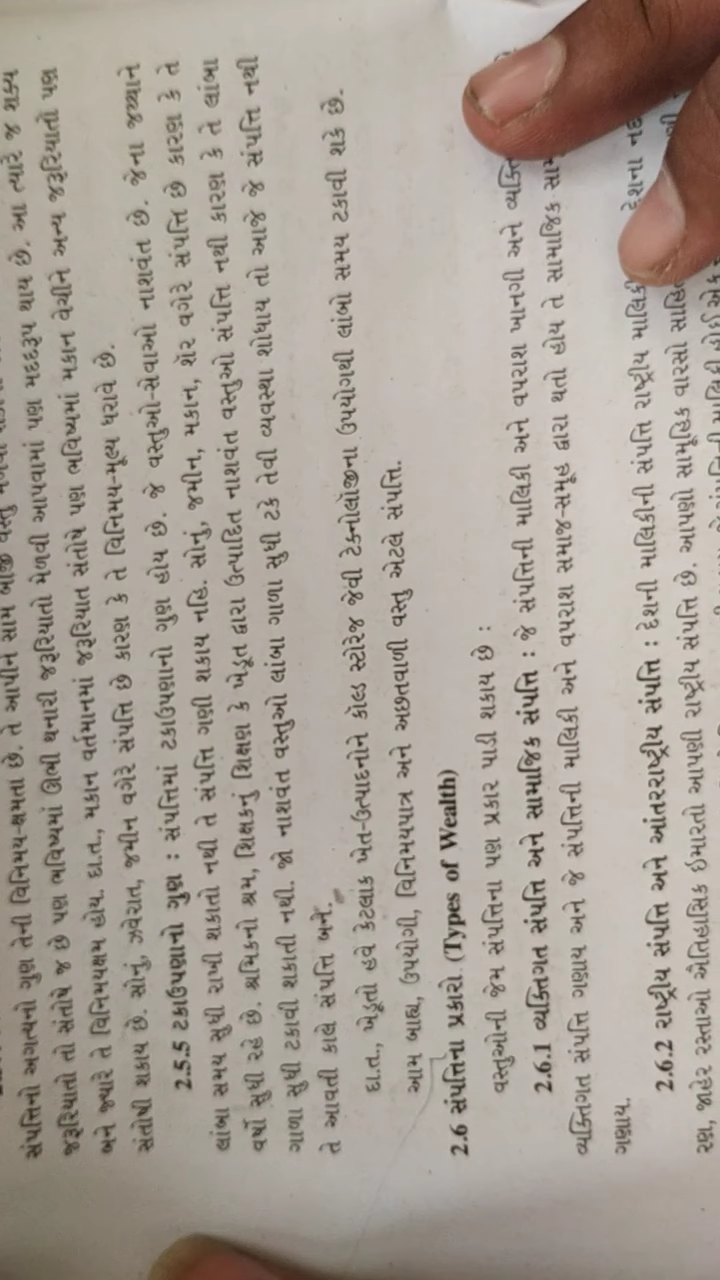 સંપત્તિનો અગત્યનો ગુણ તેની વિનિમય-ક્ષમતા છે. તે આપીને સામે બીજી વસ્તુ
જરૂરિયાતો તો સંતોષે જ છે પણ ભવિષ્યમાં ઊભી થનારી જરૂરિયાતો મેળવી આપવામાં પણ મદદરૂપ થાય છે. આ ત્યારે જ શક્ય
બને જ્યારે તે વિનિમયક્ષમ હોય. દા.ત., મકાન વર્તમાનમાં જરૂરિયાત સંતોષે પણ ભવિષ્યમાં મકાન વેચીને અન્ય જરૂરિયાતો પણ
સંતોષી શકાય છે. સોનું, ઝવેરાત, જમીન વગેરે સંપત્તિ છે કારણ કે તે વિનિમય-મૂલ્ય ધરાવે છે.
2.5.5 ટકાઉપણાનો ગુણ : સંપત્તિમાં ટકાઉપણાનો ગુણ હોય છે. જે વસ્તુઓ-સેવાઓ નાશવંત છે. જેના જથ્થાને
લાંબા સમય સુધી રાખી શકાતો નથી તે સંપત્તિ ગણી શકાય નહિ. સોનું, જમીન, મકાન, શૅર વગેરે સંપત્તિ છે કારણ કે તે
વર્ષો સુધી રહે છે. શ્રમિકનો શ્રમ, શિક્ષકનું શિક્ષણ કે ખેડૂત દ્વારા ઉત્પાદિત નાશવંત વસ્તુઓ સંપત્તિ નથી કારણ કે તે લાંબા
ગાળા સુધી ટકાવી શકાતી નથી. જો નાશવંત વસ્તુઓ લાંબા ગાળા સુધી ટકે તેવી વ્યવસ્થા શોધાય તો આજે જે સંપત્તિ નથી
તે આવતી કાલે સંપત્તિ બને.
દા.ત., ખેડૂતો હવે કેટલાક ખેત-ઉત્પાદનોને કોલ્ડ સ્ટોરેજ જેવી ટેક્નોલૉજીના ઉપયોગથી લાંબો સમય ટકાવી શકે છે.
આમ બાહ્ય, ઉપયોગી, વિનિમયપાત્ર અને અછતવાળી વસ્તુ એટલે સંપત્તિ.
2.6 સંપત્તિના પ્રકારો (Types of Wealth)
વસ્તુઓની જેમ સંપત્તિના પણ પ્રકાર પાડી શકાય છે :
2.6.1 વ્યક્તિગત સંપત્તિ અને સામાજિક સંપત્તિ : જે સંપત્તિની માલિકી અને વપરાશ ખાનગી અને
વ્યક્તિગત સંપત્તિ ગણાય અને જે સંપત્તિની માલિકી અને વપરાશ સમાજ-સમૂહ દ્વારા થતો હોય તે સામાજિક
ગણાય.
2.6.2 રાષ્ટ્રીય સંપત્તિ અને આંતરરાષ્ટ્રીય સંપત્તિ : દેશની માલિકીની સંપત્તિ રાષ્ટ્રીય દેશના
રણ, જાહેર રસ્તાઓ ઐતિહાસિક ઈમારતો આપણી રાષ્ટ્રીય સંપત્તિ છે. આપણો સામૂહિક વારસો